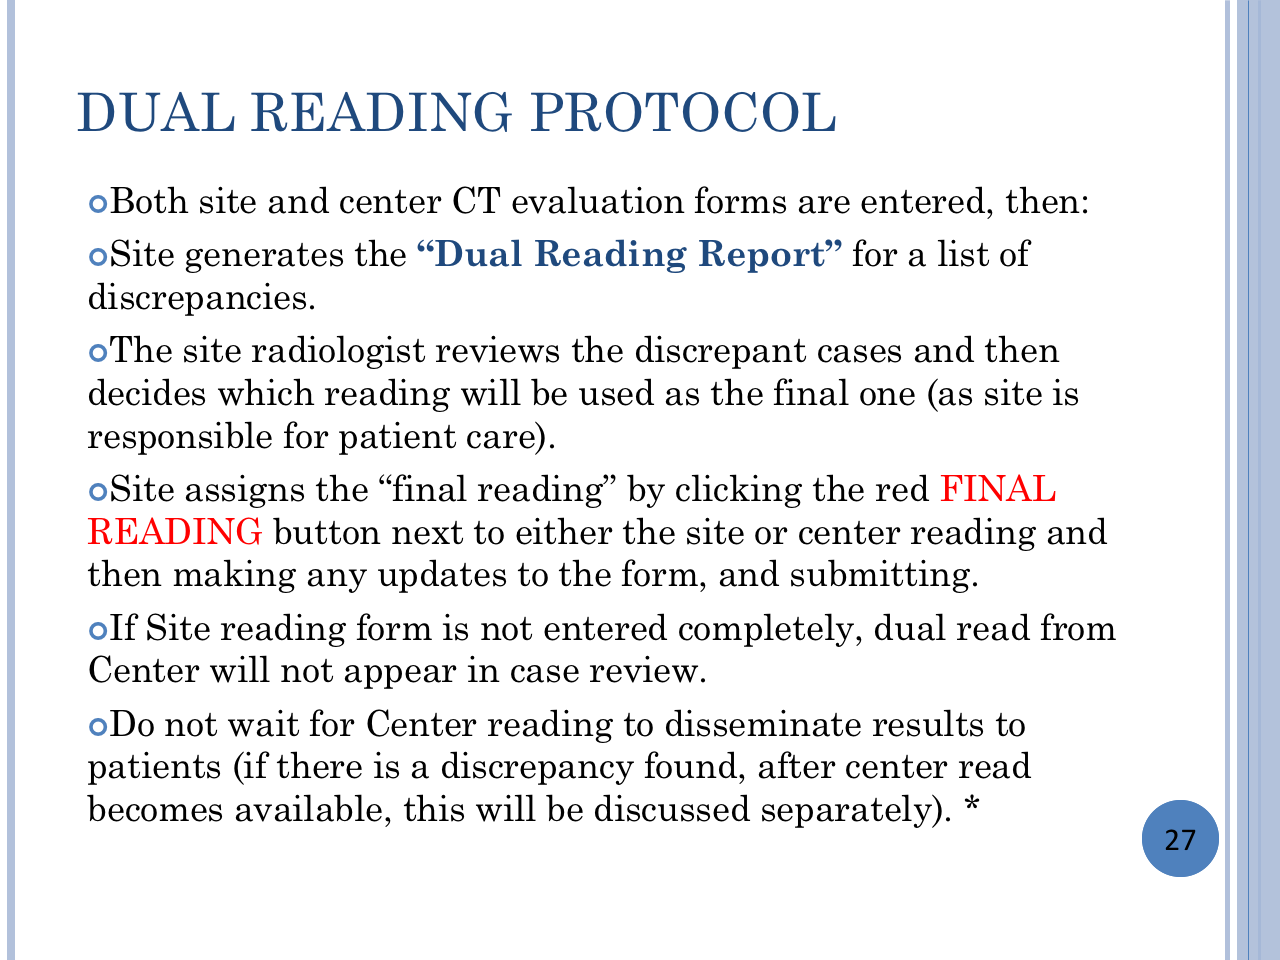 DUAL READING PROTOCOL
Both site and center CT evaluation forms are entered, then:
Site generates the “Dual Reading Report” for a list of
discrepancies.
The site radiologist reviews the discrepant cases and then
decides which reading will be used as the final one (as site is
responsible for patient care).
Site assigns the “final reading” by clicking the red FINAL
READING button next to either the site or center reading and
then making any updates to the form, and submitting.
If Site reading form is not entered completely, dual read from
Center will not appear in case review.
Do not wait for Center reading to disseminate results to
patients (if there is a discrepancy found, after center read
becomes available, this will be discussed separately). *
27